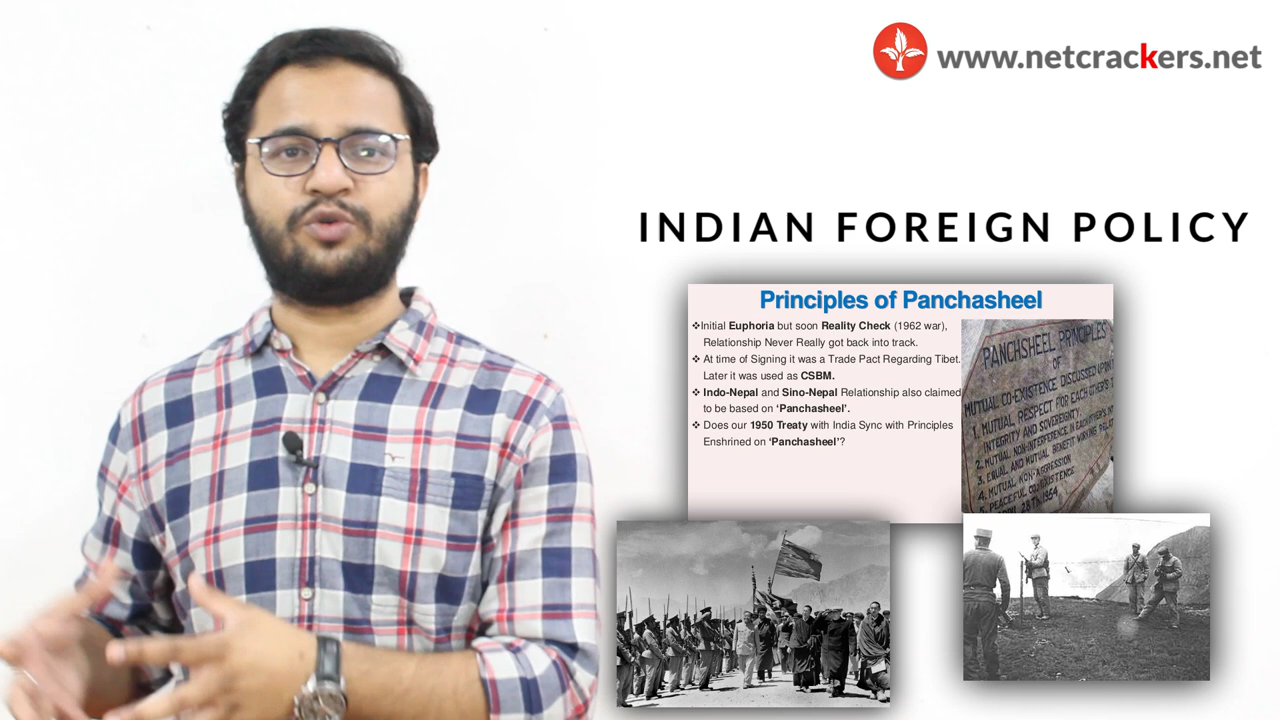 www.netcrackers.net
INDIAN FOREIGN POLICY
Principles of Panchasheel
❖Initial Euphoria but soon Reality Check (1962 war),
Relationship Never Really got back into track.
❖ At time of Signing it was a Trade Pact Regarding Tibet.
Later it was used as CSBM.
❖ Indo-Nepal and Sino-Nepal Relationship also claimed
to be based on ‘Panchasheel’.
❖ Does our 1950 Treaty with India Sync with Principles
Enshrined on ‘Panchasheel’?
PANCHSHEEL PRINCIPLES
OF
MUTUAL CO-EXISTENCE DISCUSSED UPON
1. MUTUAL RESPECT FOR EACH OTHER'S
INTEGRITY AND SOVEREIGNTY.
2. MUTUAL NON-INTERFERENCE IN EACH OTHER'S
3. EQUAL AND MUTUAL BENEFIT WORKING
4. MUTUAL NON-AGGRESSION
5. PEACEFUL CO-EXISTENCE
28TH 1954